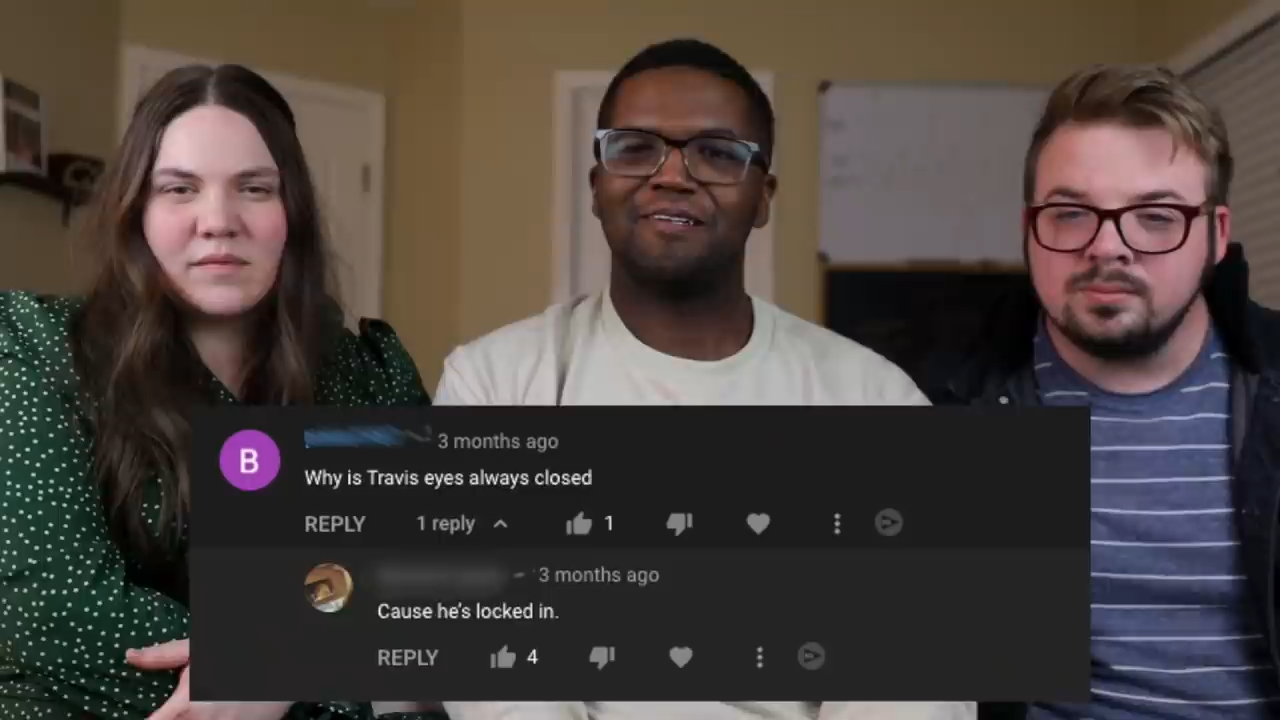 B
3 months ago
Why is Travis eyes always closed
REPLY 1 reply 1
3 months ago
Cause he's locked in.
REPLY 4